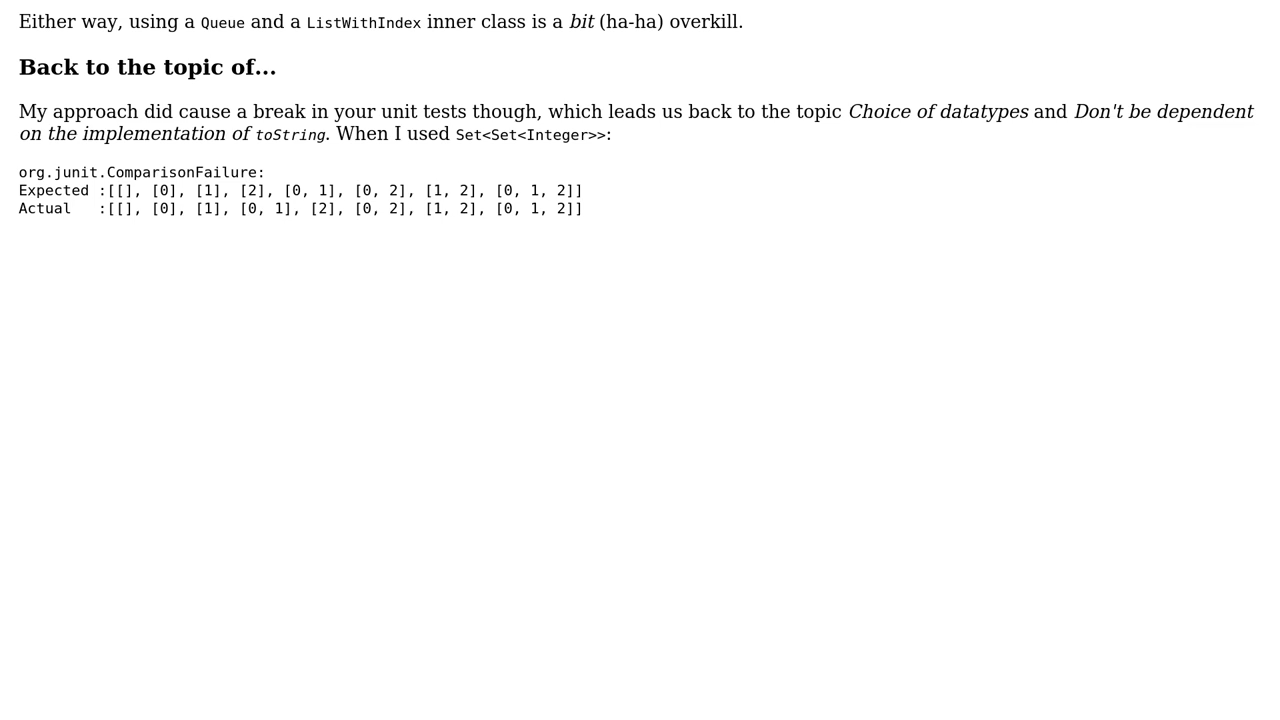 Either way, using a Queue and a ListWithIndex inner class is a bit (ha-ha) overkill.
Back to the topic of...
My approach did cause a break in your unit tests though, which leads us back to the topic Choice of datatypes and Don't be dependent
on the implementation of toString. When I used Set<Set<Integer>>:
org.junit.ComparisonFailure:
Expected :[[], [0], [1], [2], [0, 1], [0, 2], [1, 2], [0, 1, 2]]
Actual   :[[], [0], [1], [0, 1], [2], [0, 2], [1, 2], [0, 1, 2]]